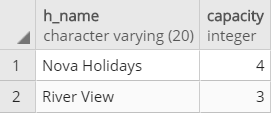 h_name capacity
character varying (20) integer
1 Nova Holidays 4
2 River View 3